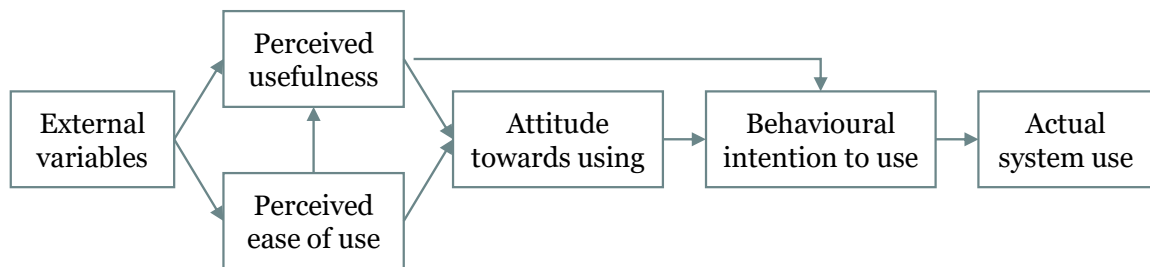 Perceived
usefulness
External
variables
Attitude
towards using
Behavioural
intention to use
Actual
system use
Perceived
ease of use